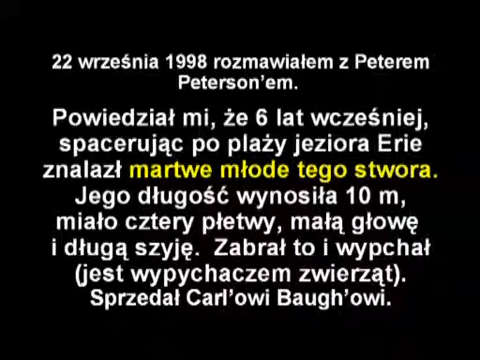 22 września 1998 rozmawiałem z Peterem
Peterson’em.
Powiedział mi, że 6 lat wcześniej,
spacerując po plaży jeziora Erie
znalazł martwe młode tego stwora.
Jego długość wynosiła 10 m,
miało cztery płetwy, małą głowę
i długą szyję.  Zabrał to i wypchał
(jest wypychaczem zwierząt).
Sprzedał Carl’owi Baugh’owi.